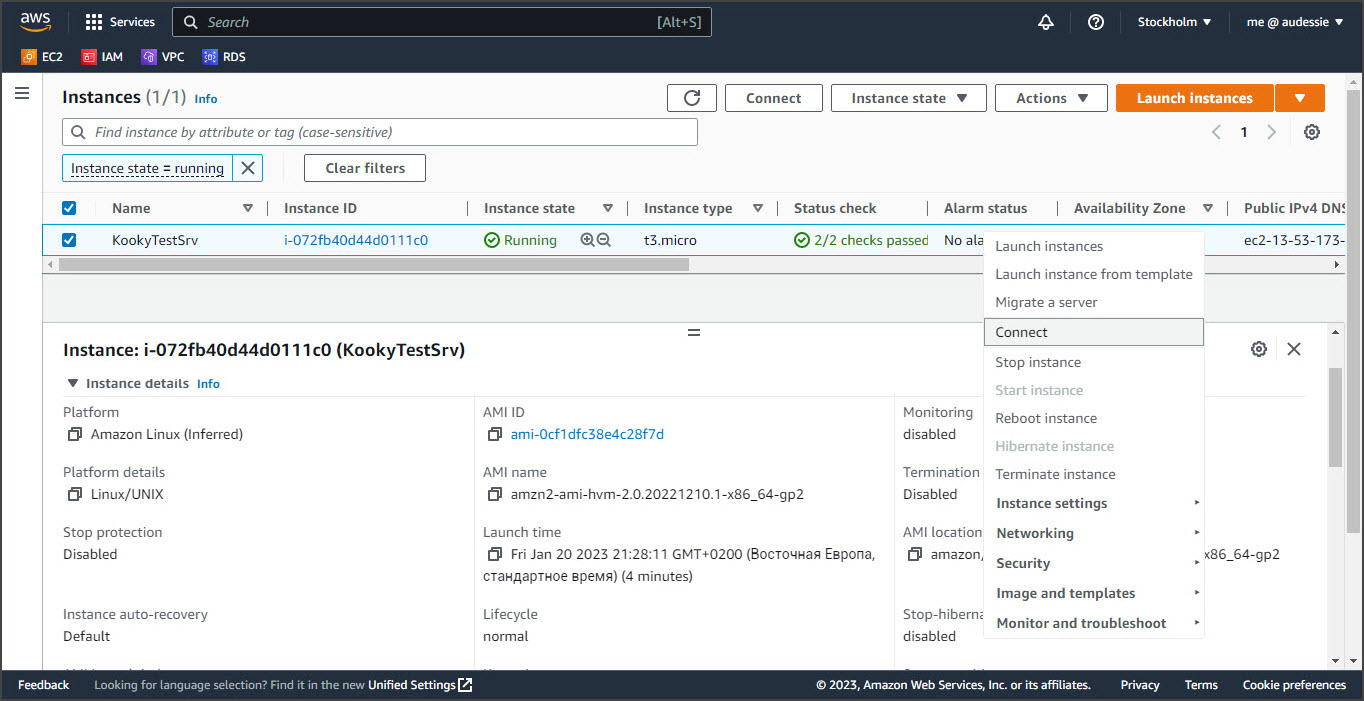 aws Services Search [Alt+S] Stockholm me @ audessie
EC2 IAM VPC RDS
Instances (1/1) Info Connect Instance state Actions Launch instances
Find instance by attribute or tag (case-sensitive) 1
Instance state = running Clear filters
Name Instance ID Instance state Instance type Status check Alarm status Availability Zone Public IPv4 DNS
KookyTestSrv i-072fb40d44d0111c0 Running t3.micro 2/2 checks passed No ala ec2-13-53-173-
Launch instances
Launch instance from template
Migrate a server
Connect
Stop instance
Start instance
Reboot instance
Hibernate instance
Terminate instance
Instance settings
Networking
Security
Image and templates
Monitor and troubleshoot
Instance: i-072fb40d44d0111c0 (KookyTestSrv)
Instance details Info
Platform
Amazon Linux (Inferred)
AMI ID
ami-0cf1dfc38e4c28f7d
Monitoring
disabled
Platform details
Linux/UNIX
AMI name
amzn2-ami-hvm-2.0.20221210.1-x86_64-gp2
Termination
Disabled
Stop protection
Disabled
Launch time
Fri Jan 20 2023 21:28:11 GMT+0200 (Восточная Европа,
стандартное время) (4 minutes)
AMI location
amazon/ x86_64-gp2
Instance auto-recovery
Default
Lifecycle
normal
Stop-hiberna
disabled
Feedback Looking for language selection? Find it in the new Unified Settings © 2023, Amazon Web Services, Inc. or its affiliates. Privacy Terms Cookie preferences